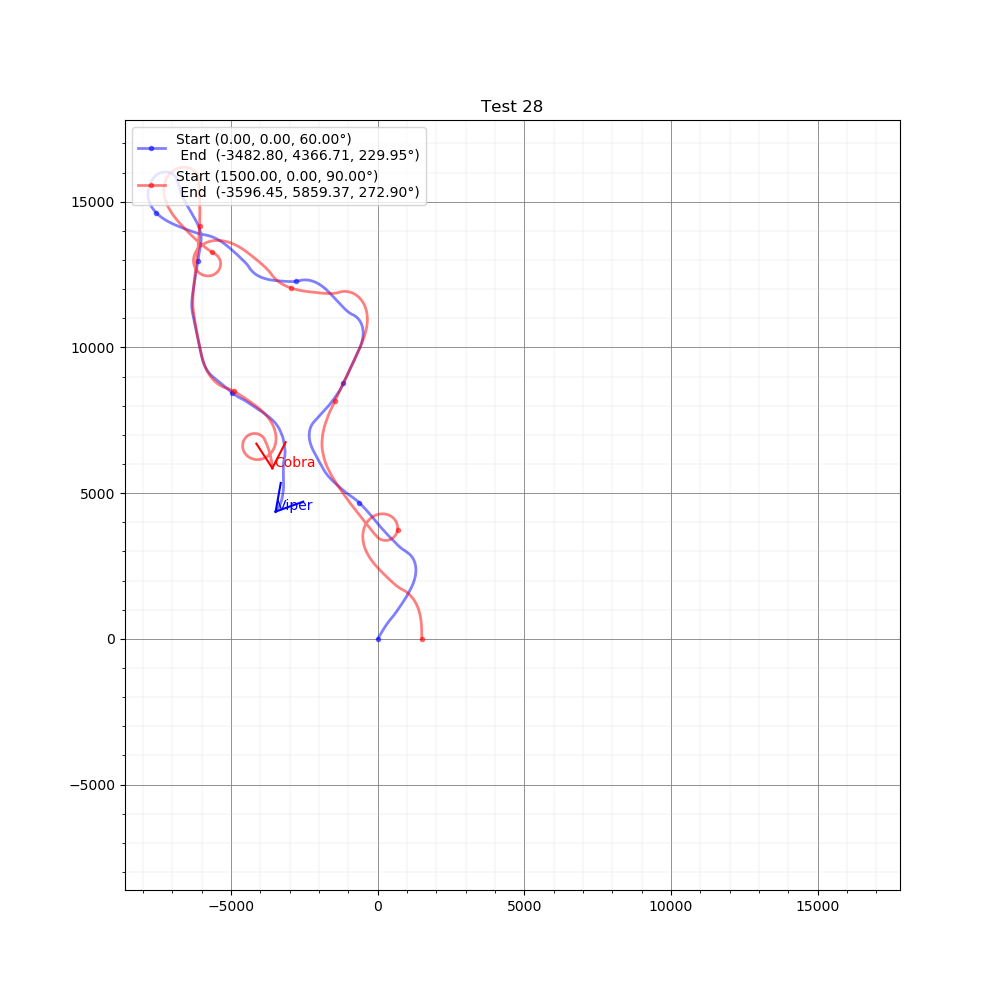 Test 28
Start (0.00, 0.00, 60.00°)
End (-3482.80, 4366.71, 229.95°)
Start (1500.00, 0.00, 90.00°)
End (-3596.45, 5859.37, 272.90°)
15000
10000
5000
0
−5000
Cobra
Viper
−5000 0 5000 10000 15000